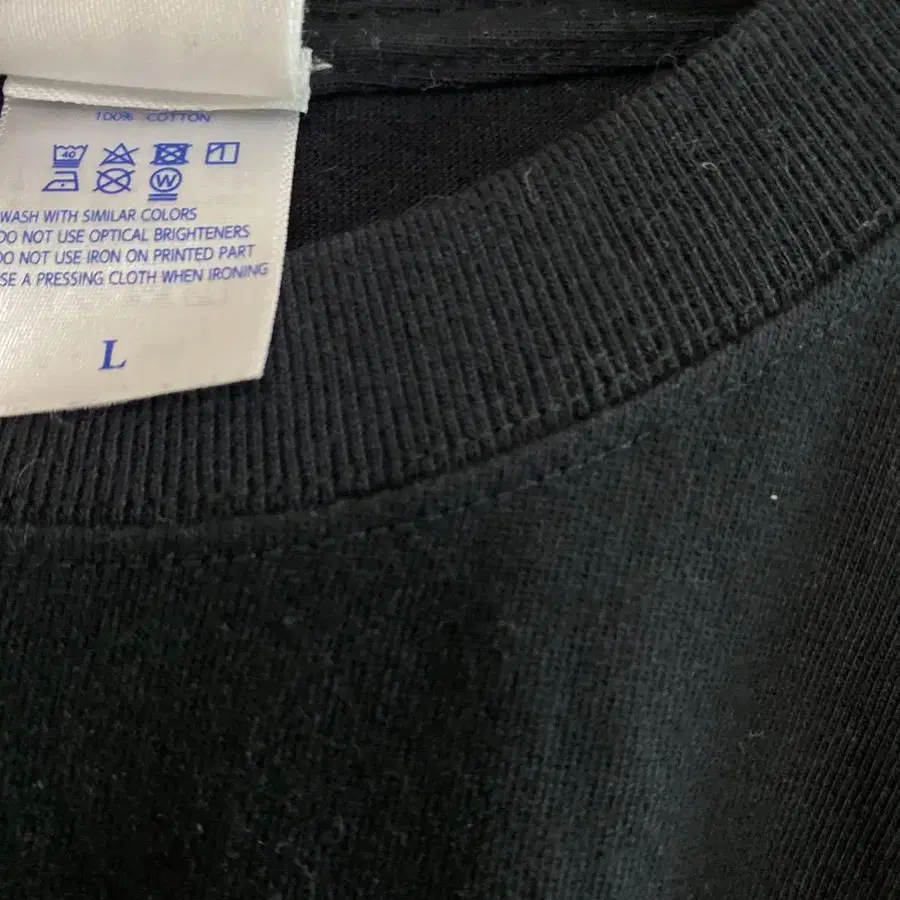 100% COTTON
40
W
WASH WITH SIMILAR COLORS
DO NOT USE OPTICAL BRIGHTENERS
DO NOT USE IRON ON PRINTED PART
SE A PRESSING CLOTH WHEN IRONING
L